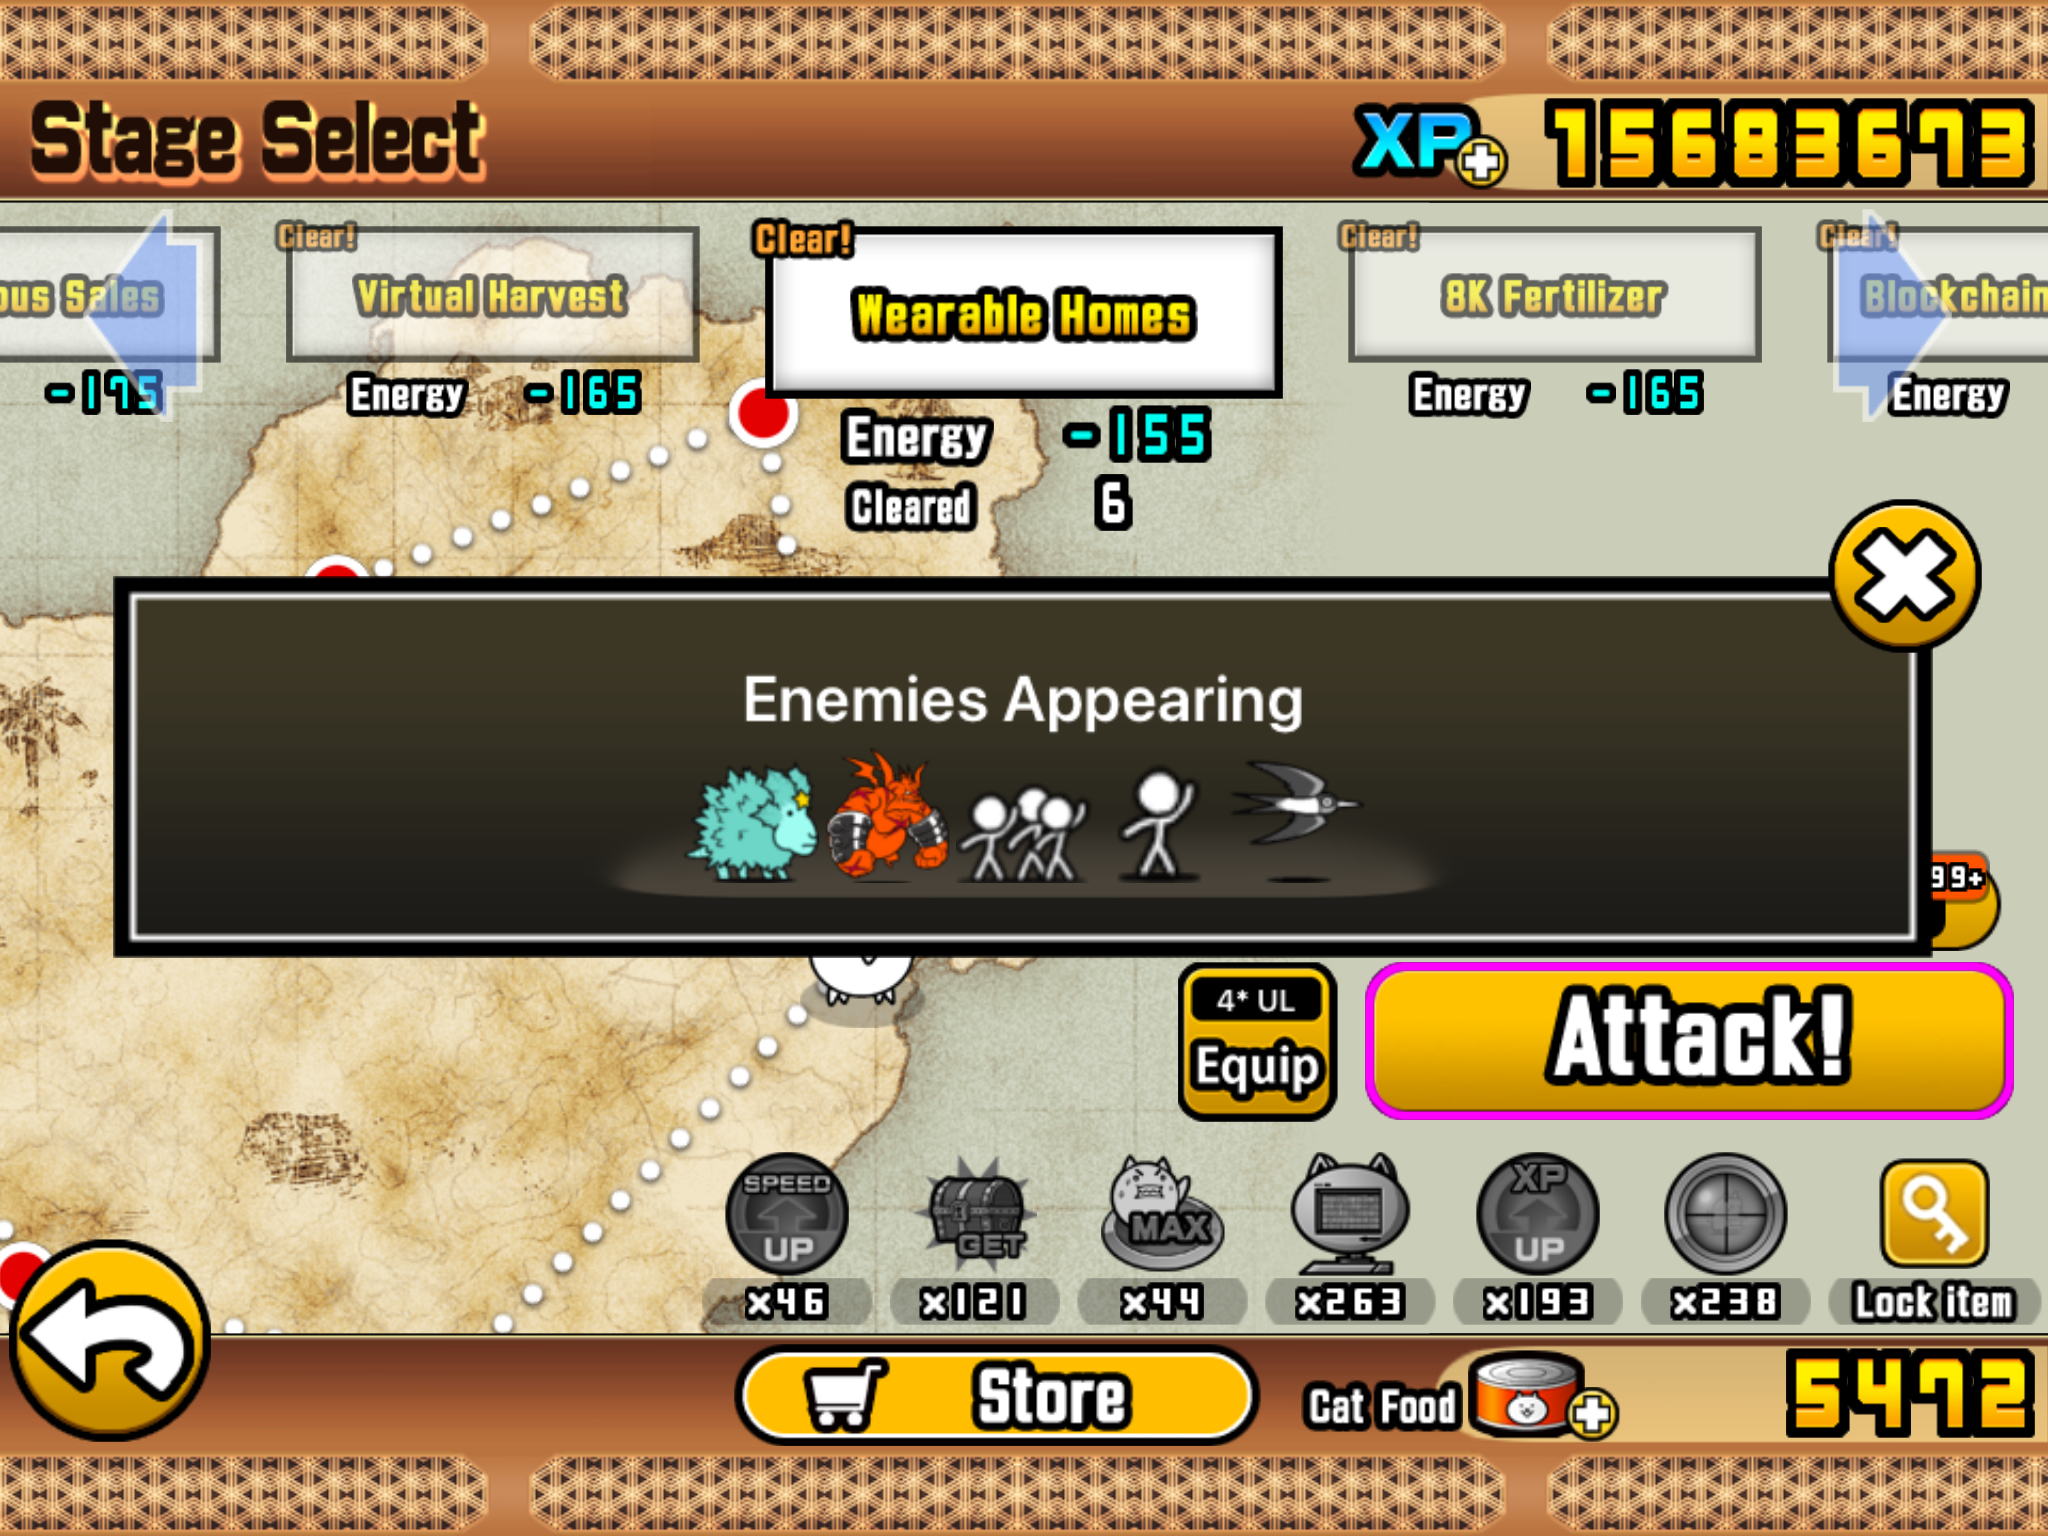 Stage Select
XP 15683673
ous Sales
-175
Clear!
Virtual Harvest
Energy -165
Clear!
Wearable Homes
Energy -155
Cleared 6
Clear!
8K Fertilizer
Energy -165
Clear!
Blockchain
Energy
Enemies Appearing
99+
4* UL
Equip
Attack!
SPEED
UP
x46
GET
x121
MAX
x44
x263
XP
UP
x193
x238
Lock item
Store
Cat Food 5472